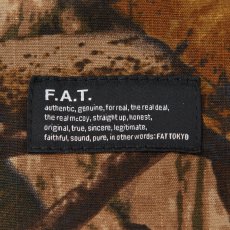 F.A.T.
authentic, genuine, for real, the real deal,
the real mccoy, straight up, honest,
original, true, sincere, legitimate,
faithful, sound, pure, in other words: FAT TOKYO